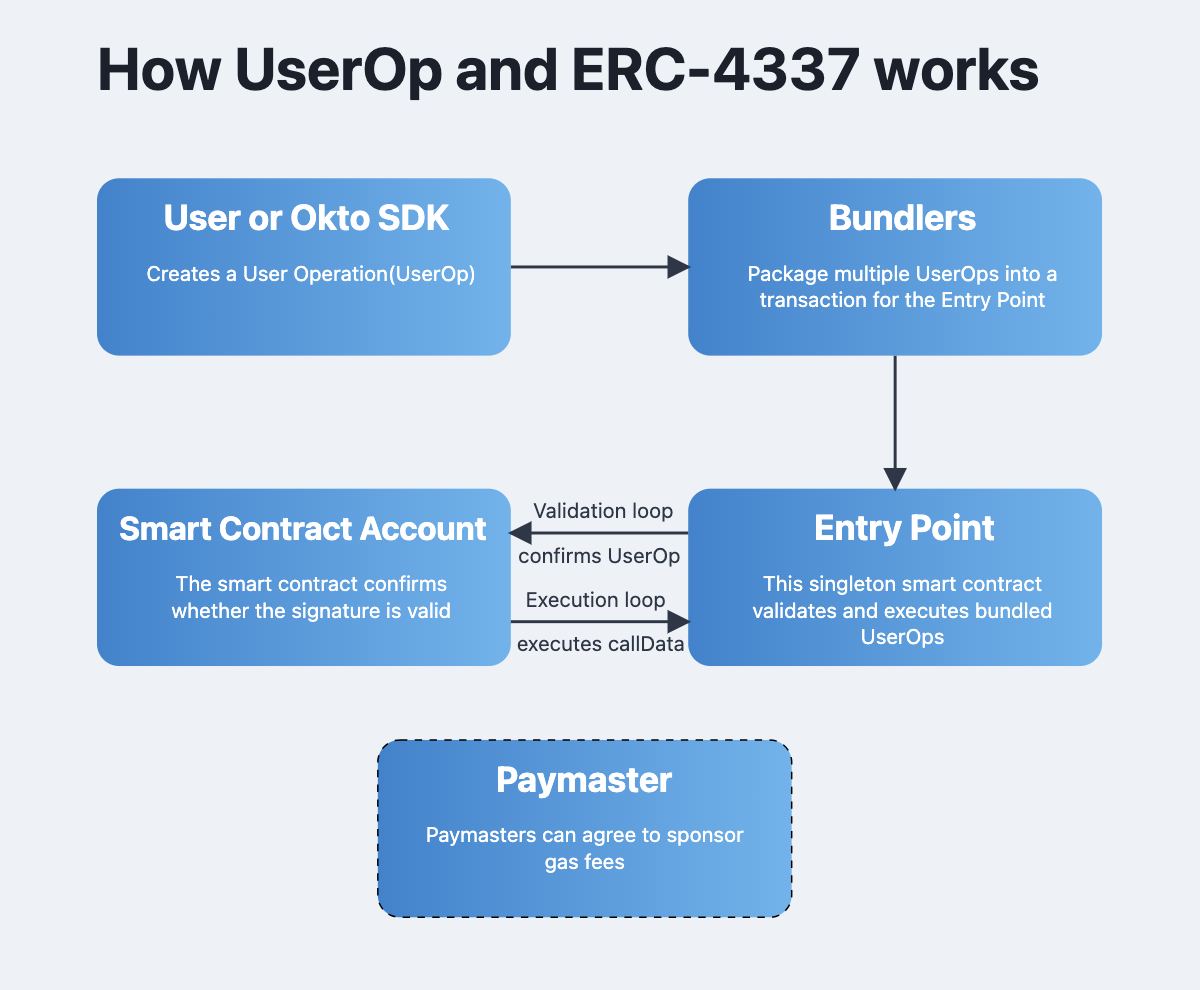 How UserOp and ERC-4337 works
User or Okto SDK
Creates a User Operation(UserOp)
Bundlers
Package multiple UserOps into a
transaction for the Entry Point
Smart Contract Account
The smart contract confirms
whether the signature is valid
Validation loop
confirms UserOp
Execution loop
executes callData
Entry Point
This singleton smart contract
validates and executes bundled
UserOps
Paymaster
Paymasters can agree to sponsor
gas fees